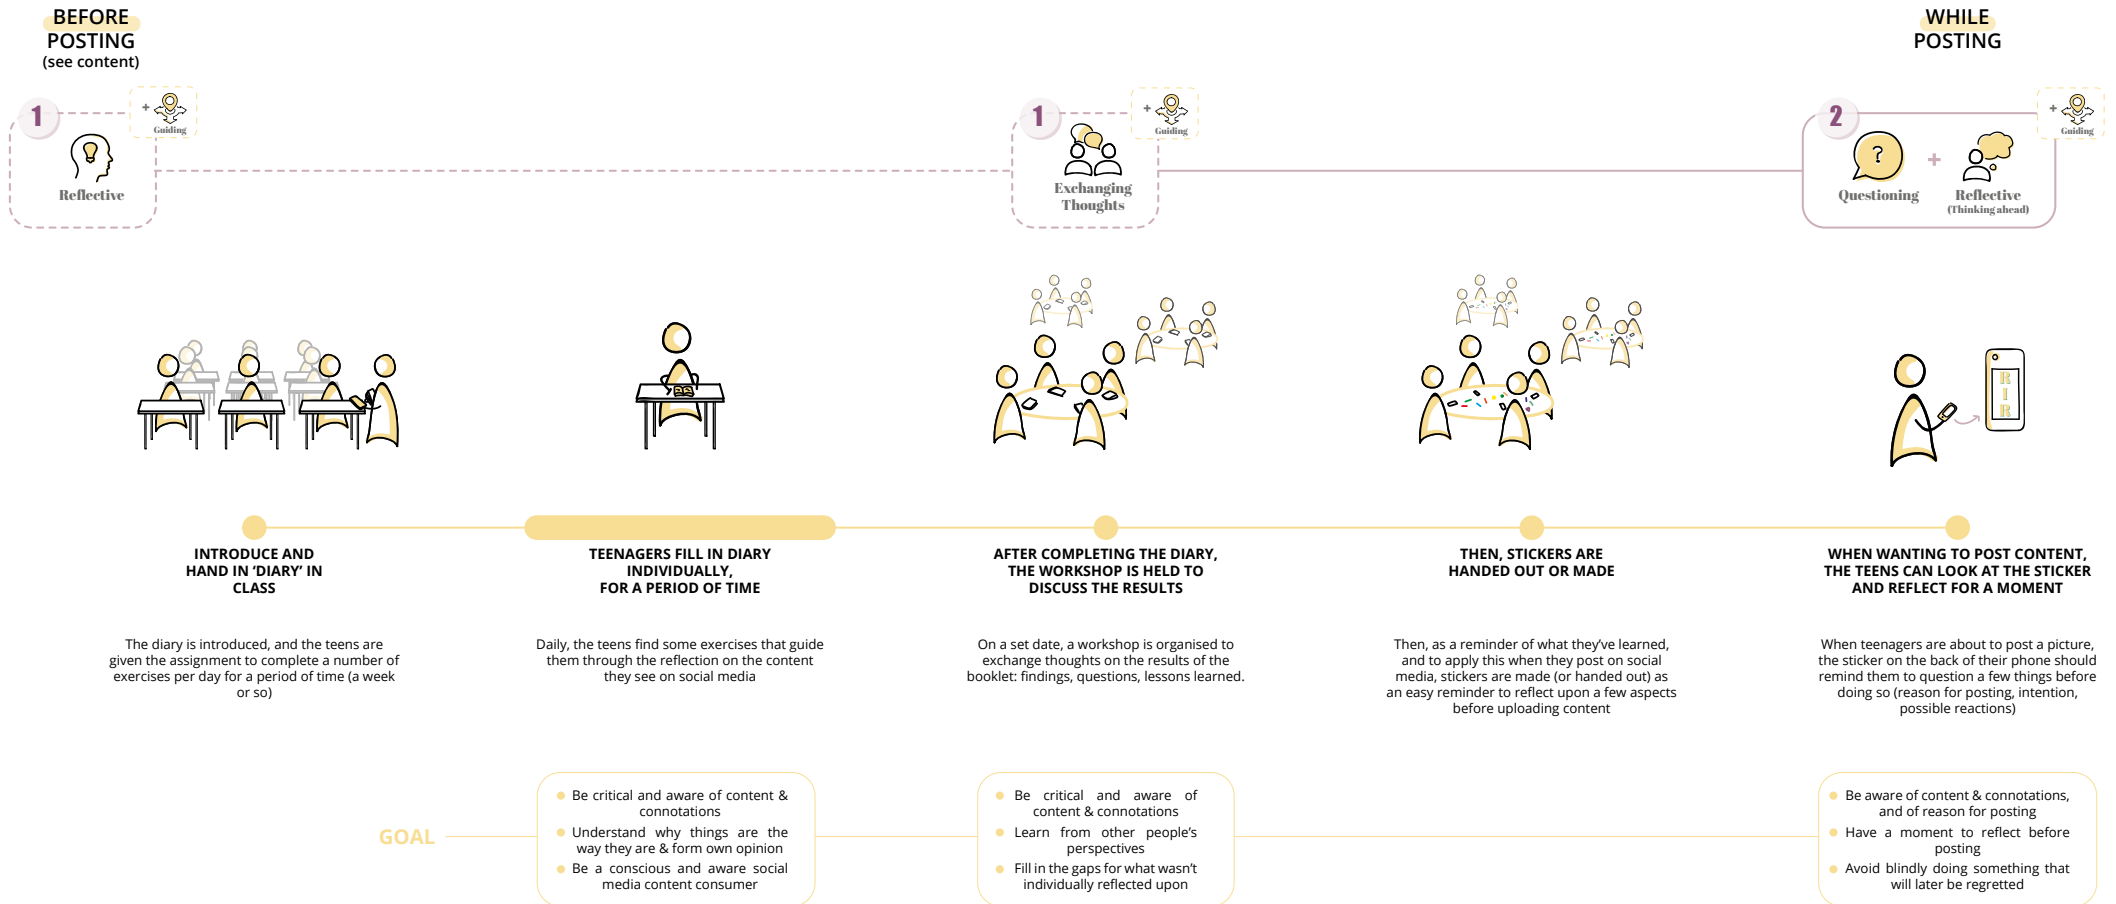 BEFORE
POSTING
(see content)
WHILE
POSTING
1
+
Guiding
Reflective
1
+
Guiding
Exchanging
Thoughts
2
+
Guiding
?
+
Questioning
Reflective
(Thinking ahead)
R
I
R
INTRODUCE AND
HAND IN ‘DIARY’ IN
CLASS
The diary is introduced, and the teens are
given the assignment to complete a number of
exercises per day for a period of time (a week
or so)
TEENAGERS FILL IN DIARY
INDIVIDUALLY,
FOR A PERIOD OF TIME
Daily, the teens find some exercises that guide
them through the reflection on the content
they see on social media
AFTER COMPLETING THE DIARY,
THE WORKSHOP IS HELD TO
DISCUSS THE RESULTS
On a set date, a workshop is organised to
exchange thoughts on the results of the
booklet: findings, questions, lessons learned.
THEN, STICKERS ARE
HANDED OUT OR MADE
Then, as a reminder of what they’ve learned,
and to apply this when they post on social
media, stickers are made (or handed out) as
an easy reminder to reflect upon a few aspects
before uploading content
WHEN WANTING TO POST CONTENT,
THE TEENS CAN LOOK AT THE STICKER
AND REFLECT FOR A MOMENT
When teenagers are about to post a picture,
the sticker on the back of their phone should
remind them to question a few things before
doing so (reason for posting, intention,
possible reactions)
GOAL
Be critical and aware of content &
connotations
Understand why things are the
way they are & form own opinion
Be a conscious and aware social
media content consumer
Be critical and aware of
content & connotations
Learn from other people’s
perspectives
Fill in the gaps for what wasn’t
individually reflected upon
Be aware of content & connotations,
and of reason for posting
Have a moment to reflect before
posting
Avoid blindly doing something that
will later be regretted